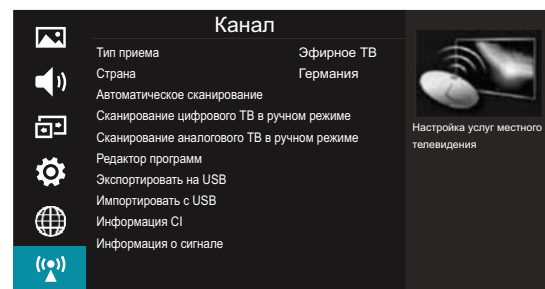 Канал
Тип приема Эфирное ТВ
Страна Германия
Автоматическое сканирование
Сканирование цифрового ТВ в ручном режиме
Сканирование аналогового ТВ в ручном режиме
Редактор программ
Экспортировать на USB
Импортировать с USB
Информация CI
Информация о сигнале
Настройка услуг местного
телевидения